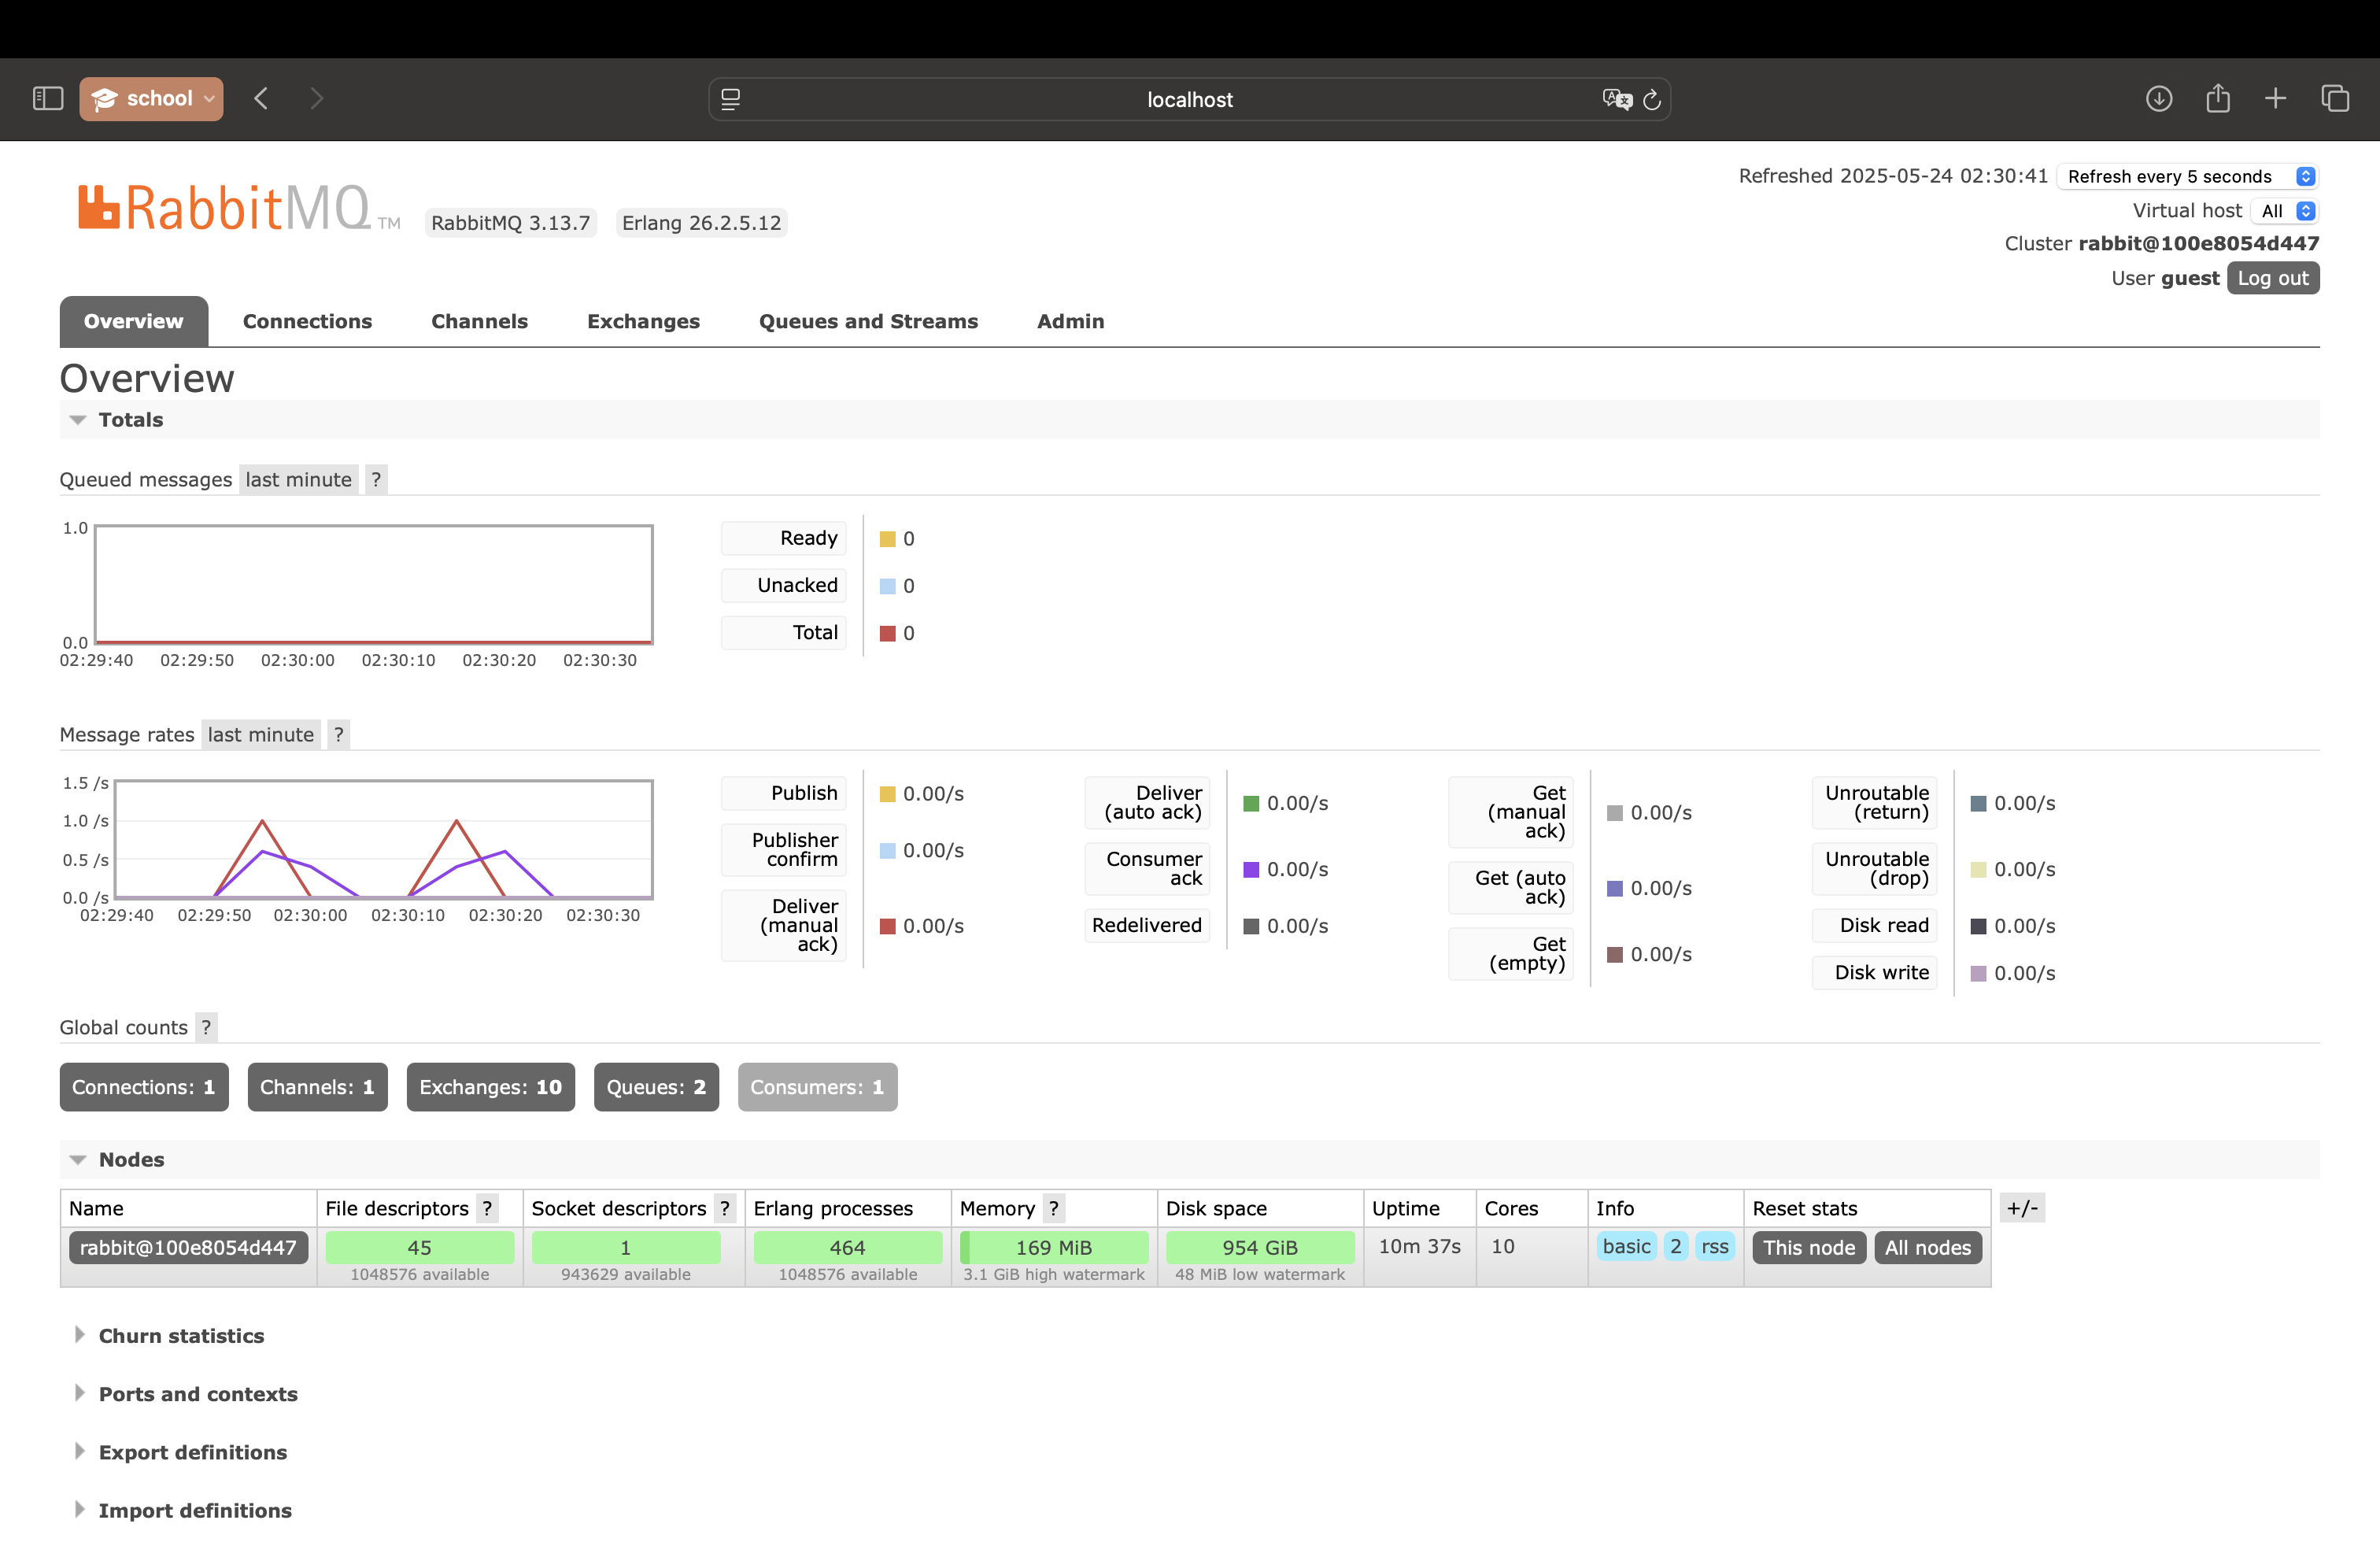 school
localhost
RabbitMQ TM RabbitMQ 3.13.7 Erlang 26.2.5.12
Refreshed 2025-05-24 02:30:41 Refresh every 5 seconds
Virtual host All
Cluster rabbit@100e8054d447
User guest Log out
Overview Connections Channels Exchanges Queues and Streams Admin
Overview
Totals
Queued messages last minute ?
1.0
0.0
02:29:40 02:29:50 02:30:00 02:30:10 02:30:20 02:30:30
Ready 0
Unacked 0
Total 0
Message rates last minute ?
1.5 /s
1.0 /s
0.5 /s
0.0 /s
02:29:40 02:29:50 02:30:00 02:30:10 02:30:20 02:30:30
Publish 0.00/s
Publisher
confirm 0.00/s
Deliver
(manual 0.00/s
ack)
Deliver
(auto ack) 0.00/s
Consumer
ack 0.00/s
Redelivered 0.00/s
Get
(manual 0.00/s
ack)
Get (auto
ack) 0.00/s
Get
(empty) 0.00/s
Unroutable
(return) 0.00/s
Unroutable
(drop) 0.00/s
Disk read 0.00/s
Disk write 0.00/s
Global counts ?
Connections: 1 Channels: 1 Exchanges: 10 Queues: 2 Consumers: 1
Nodes
Name File descriptors ? Socket descriptors ? Erlang processes Memory ? Disk space Uptime Cores Info Reset stats +/-
rabbit@100e8054d447 45 1 464 169 MiB 954 GiB 10m 37s 10 basic 2 rss This node All nodes
1048576 available 943629 available 1048576 available 3.1 GiB high watermark 48 MiB low watermark
Churn statistics
Ports and contexts
Export definitions
Import definitions